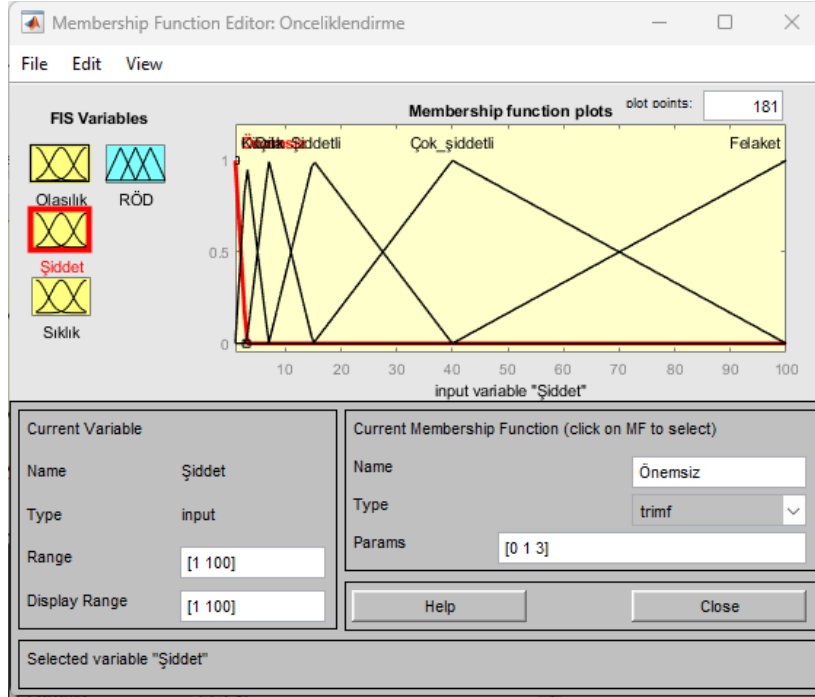 Membership Function Editor: Onceliklendirme
File Edit View
FIS Variables
Olasılık
RÖD
Şiddet
Sıklık
Membership function plots
plot points:
181
Şiddetli
Çok_şiddetli
Felaket
1
0.5
0
10 20 30 40 50 60 70 80 90 100
input variable "Şiddet"
Current Variable
Name Şiddet
Type input
Range [1 100]
Display Range [1 100]
Current Membership Function (click on MF to select)
Name Önemsiz
Type trimf
Params [0 1 3]
Help Close
Selected variable "Şiddet"